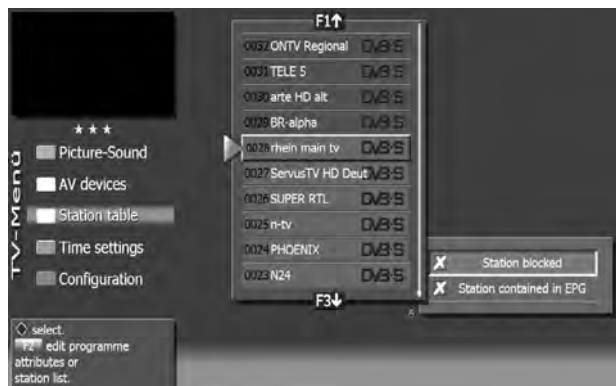 F1↑
0032 ONTV Regional DVB-S
0031 TELE 5 DVB-S
0030 arte HD alt DVB-S
0029 BR-alpha DVB-S
0028 rhein main tv DVB-S
0027 ServusTV HD Deut DVB-S
0026 SUPER RTL DVB-S
0025 n-tv DVB-S
0024 PHOENIX DVB-S
0023 N24 DVB-S
F3↓
TV-Menü
Picture-Sound
AV devices
Station table
Time settings
Configuration
✗ Station blocked
✗ Station contained in EPG
select.
F2 edit programme
attributes or
station list.